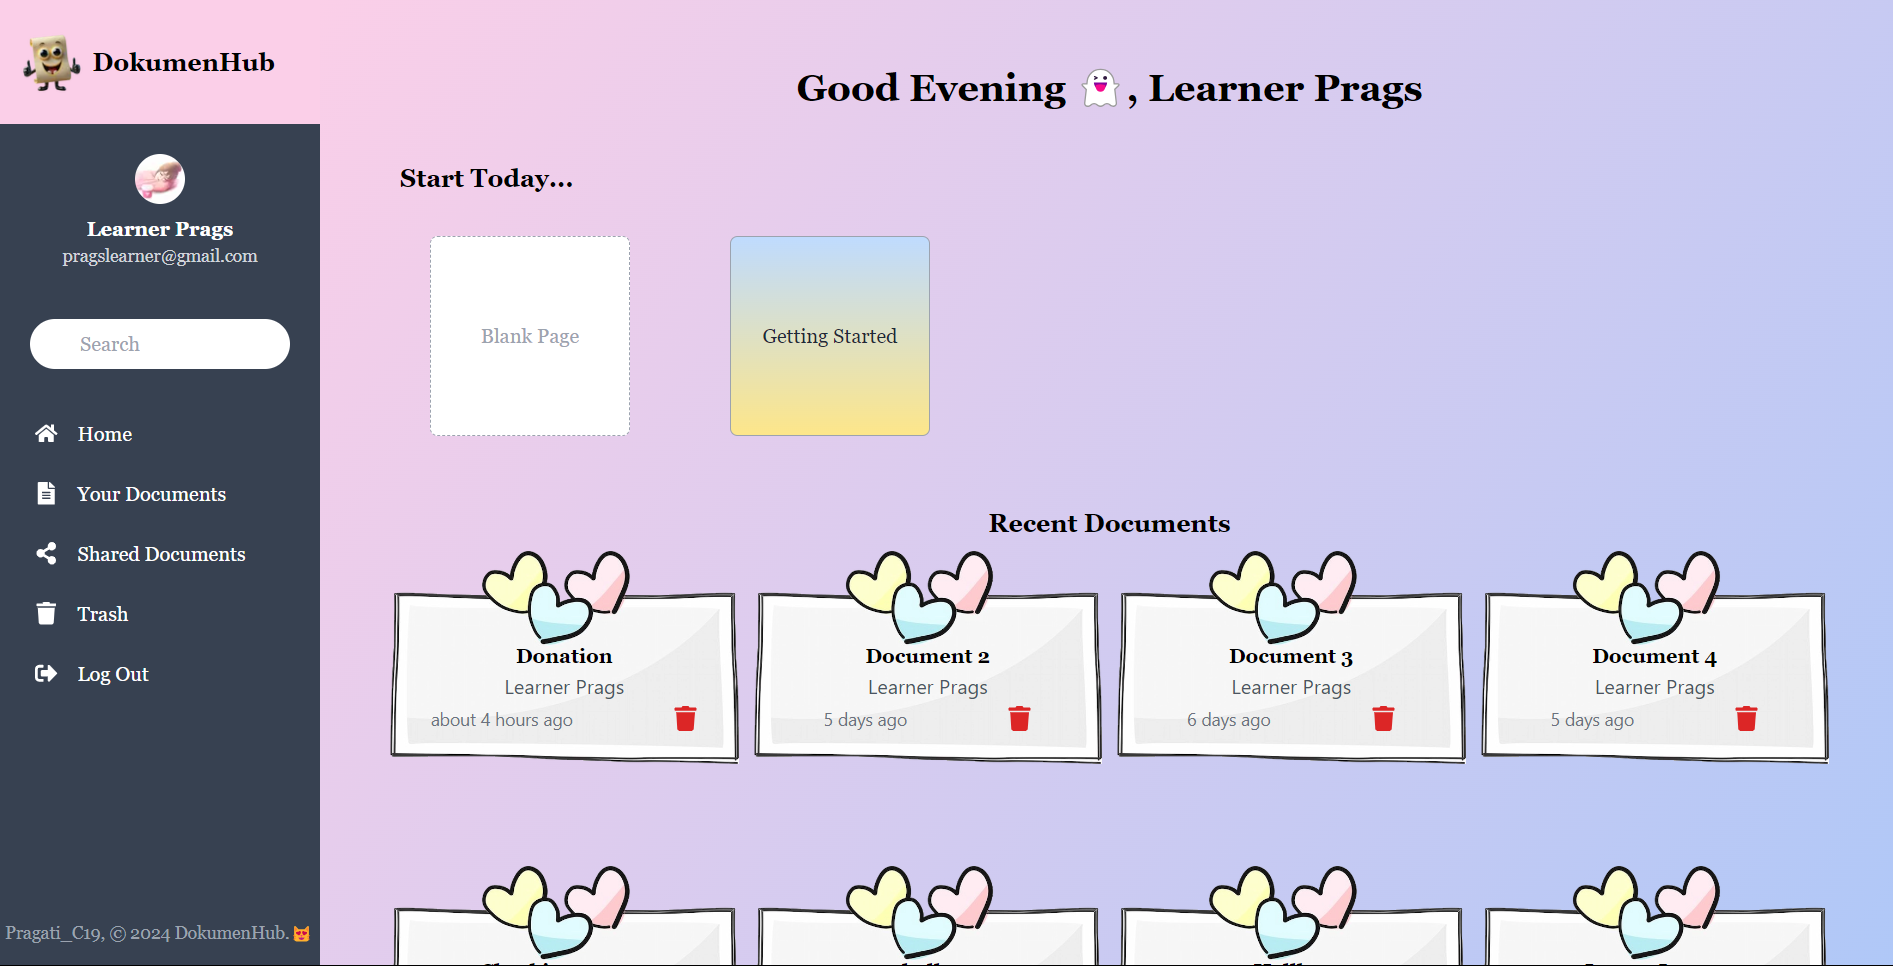 DokumenHub
Learner Prags
pragslearner@gmail.com
Search
Home
Your Documents
Shared Documents
Trash
Log Out
Pragati_C19, © 2024 DokumenHub. 😻
Good Evening 👻, Learner Prags
Start Today...
Blank Page
Getting Started
Recent Documents
Donation
Learner Prags
about 4 hours ago
Document 2
Learner Prags
5 days ago
Document 3
Learner Prags
6 days ago
Document 4
Learner Prags
5 days ago